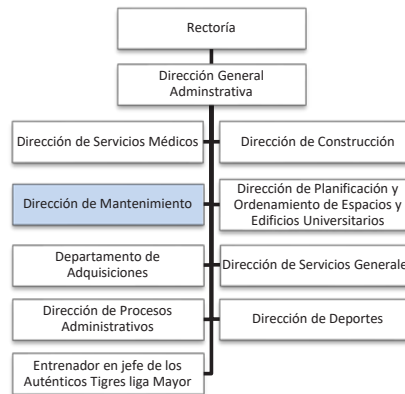 Rectoría
Dirección General
Adminstrativa
Dirección de Servicios Médicos
Dirección de Construcción
Dirección de Mantenimiento
Dirección de Planificación y
Ordenamiento de Espacios y
Edificios Universitarios
Departamento de
Adquisiciones
Dirección de Servicios Generales
Dirección de Procesos
Administrativos
Dirección de Deportes
Entrenador en jefe de los
Auténticos Tigres liga Mayor